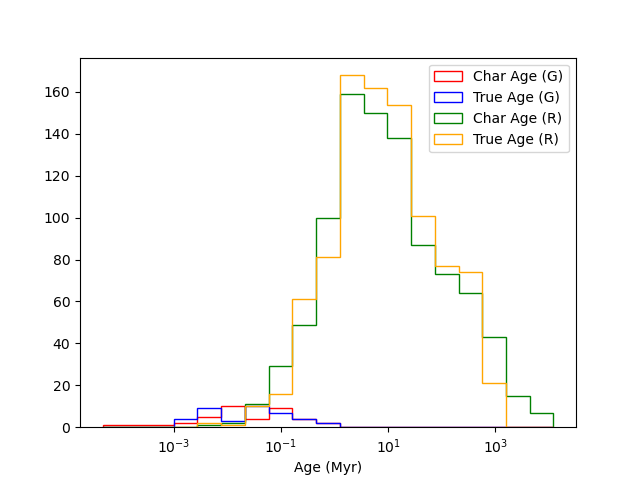 Char Age (G)
True Age (G)
Char Age (R)
True Age (R)
160
140
120
100
80
60
40
20
0
10⁻³ 10⁻¹ 10¹ 10³
Age (Myr)